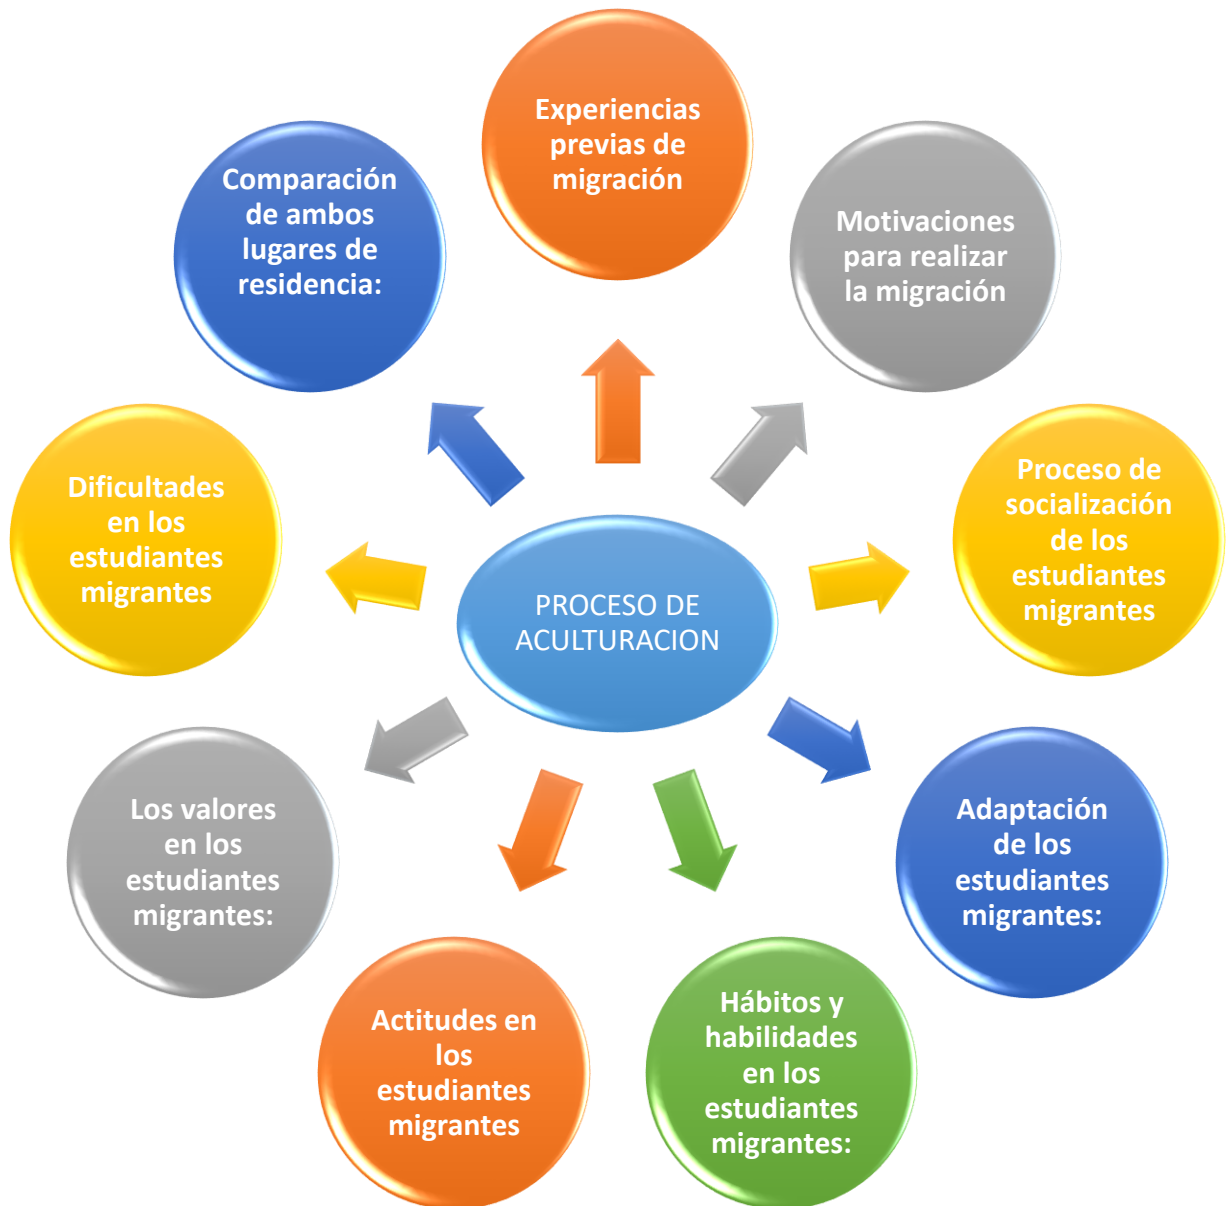 Experiencias
previas de
migración
Motivaciones
para realizar
la migración
Proceso de
socialización
de los
estudiantes
migrantes
Adaptación
de los
estudiantes
migrantes:
Hábitos y
habilidades
en los
estudiantes
migrantes:
Actitudes en
los
estudiantes
migrantes
Los valores
en los
estudiantes
migrantes:
Dificultades
en los
estudiantes
migrantes
Comparación
de ambos
lugares de
residencia:
PROCESO DE
ACULTURACION